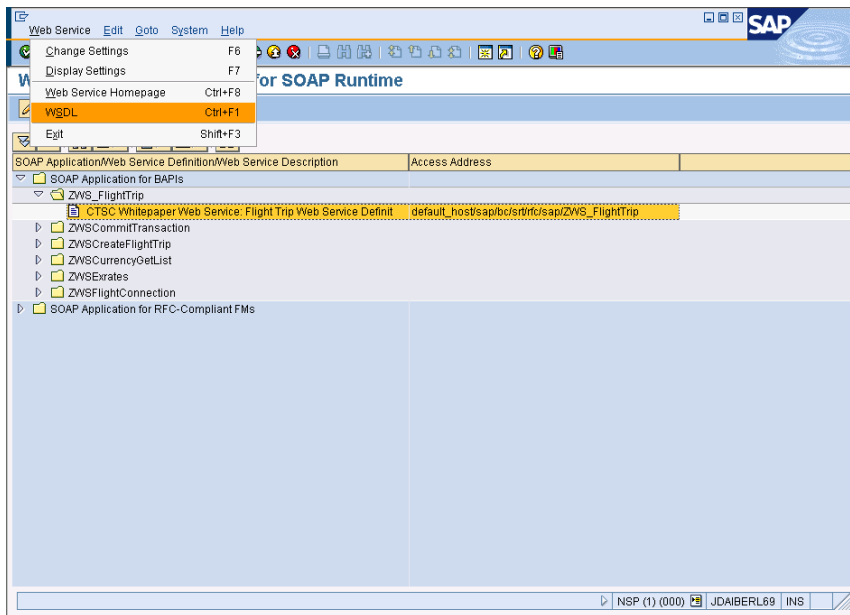 Web Service Edit Goto System Help
SAP
Change Settings F6
Display Settings F7
Web Service Homepage Ctrl+F8
WSDL Ctrl+F1
Exit Shift+F3
W
for SOAP Runtime
SOAP Application/Web Service Definition/Web Service Description Access Address
SOAP Application for BAPIs
ZWS_FlightTrip
CTSC Whitepaper Web Service: Flight Trip Web Service Definit default_host/sap/bc/srt/rfc/sap/ZWS_FlightTrip
ZWSCommitTransaction
ZWSCreateFlightTrip
ZWSCurrencyGetList
ZWSExrates
ZWSFlightConnection
SOAP Application for RFC-Compliant FMs
NSP (1) (000) JDAIBERL69 INS